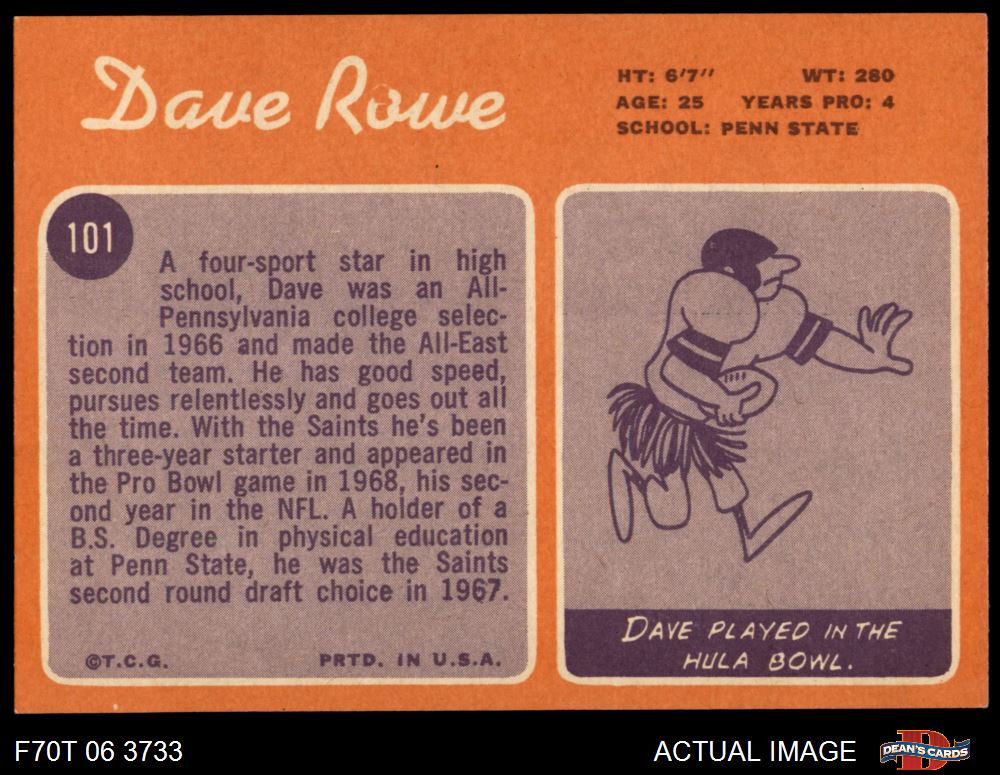 Dave Rowe
HT: 6'7" WT: 280
AGE: 25 YEARS PRO: 4
SCHOOL: PENN STATE
101
A four-sport star in high
school, Dave was an All-
Pennsylvania college selec-
tion in 1966 and made the All-East
second team. He has good speed,
pursues relentlessly and goes out all
the time. With the Saints he's been
a three-year starter and appeared in
the Pro Bowl game in 1968, his sec-
ond year in the NFL. A holder of a
B.S. Degree in physical education
at Penn State, he was the Saints
second round draft choice in 1967.
©T.C.G. PRTD. IN U.S.A.
DAVE PLAYED IN THE
HULA BOWL.
F70T 06 3733
ACTUAL IMAGE
D
DEAN'S CARDS